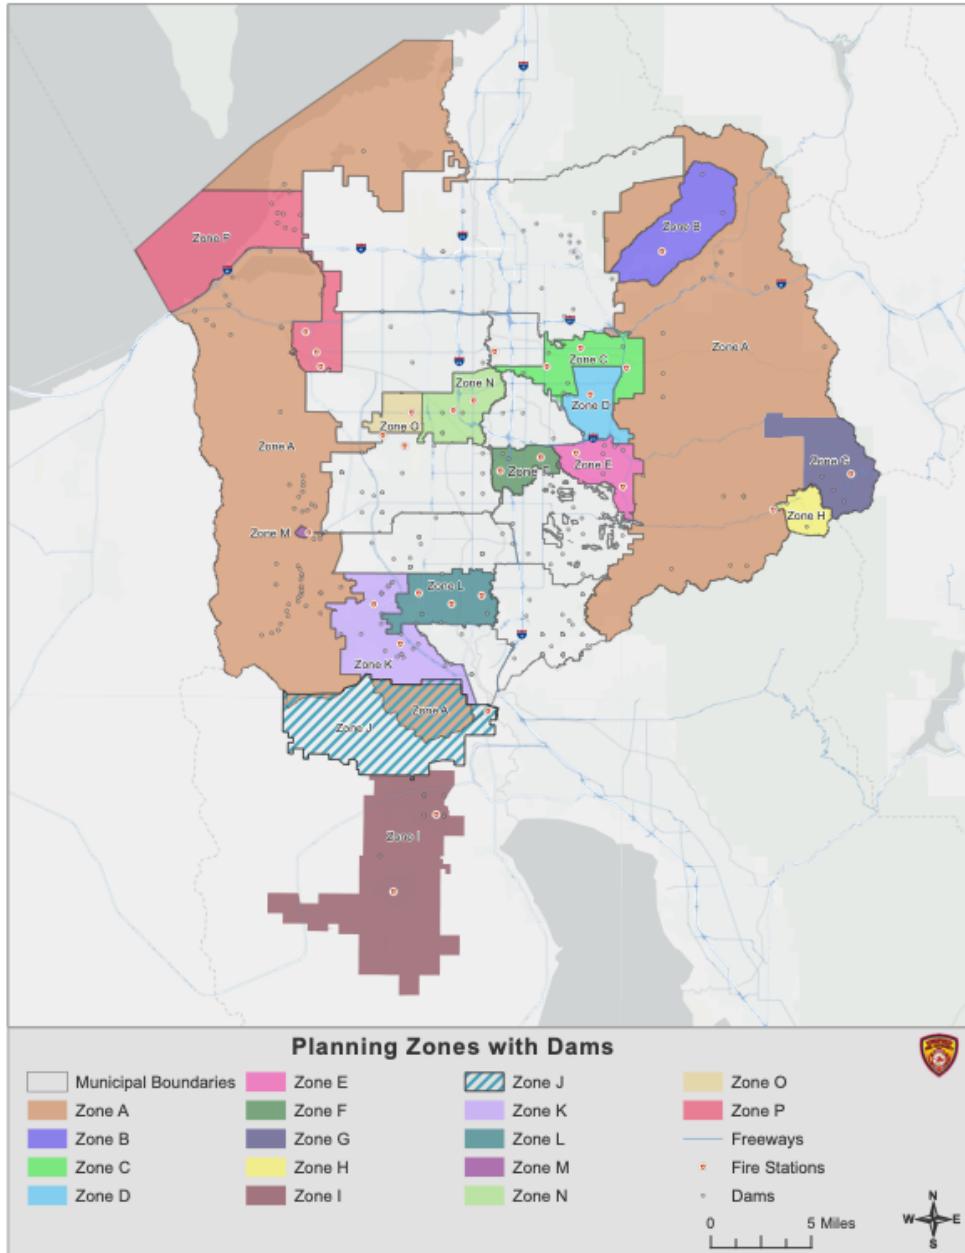 Zone P
Zone B
Zone A
Zone C
Zone N
Zone D
Zone O
Zone A
Zone E
Zone F
Zone G
Zone H
Zone M
Zone L
Zone K
Zone A
Zone J
Zone I
Planning Zones with Dams
Municipal Boundaries
Zone A
Zone B
Zone C
Zone D
Zone E
Zone F
Zone G
Zone H
Zone I
Zone J
Zone K
Zone L
Zone M
Zone N
Zone O
Zone P
Freeways
Fire Stations
Dams
0 5 Miles
N
W E
S